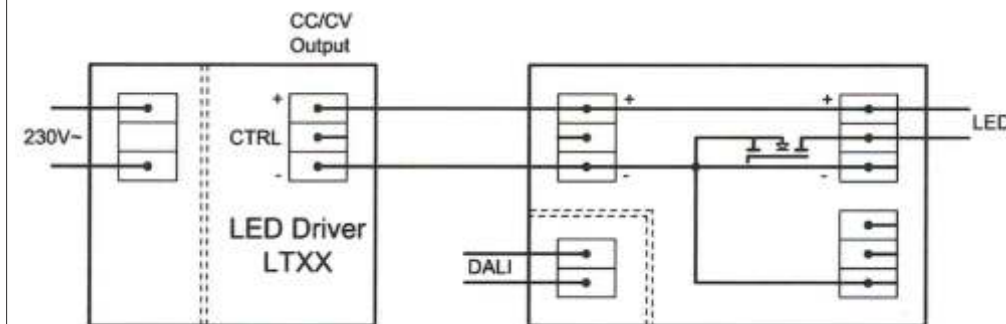 CC/CV
Output
+
+
+
230V~
CTRL
LED
-
-
-
LED Driver
LTXX
DALI